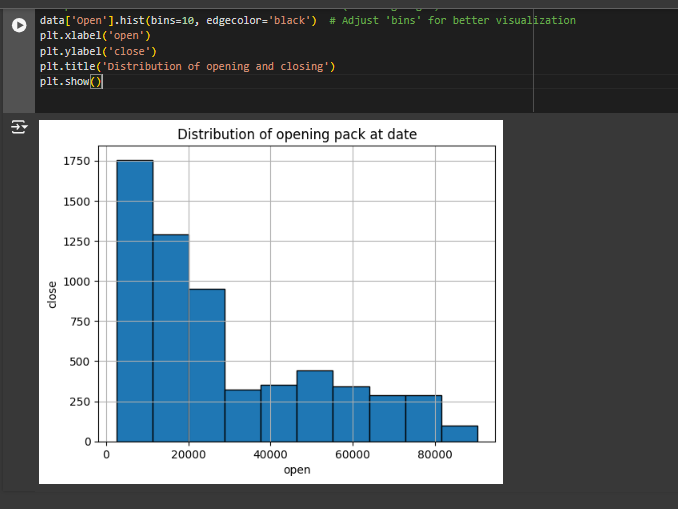 data['Open'].hist(bins=10, edgecolor='black')  # Adjust 'bins' for better visualization
plt.xlabel('open')
plt.ylabel('close')
plt.title('Distribution of opening and closing')
plt.show()
Distribution of opening pack at date
1750
1500
1250
1000
750
500
250
0
close
0 20000 40000 60000 80000
open